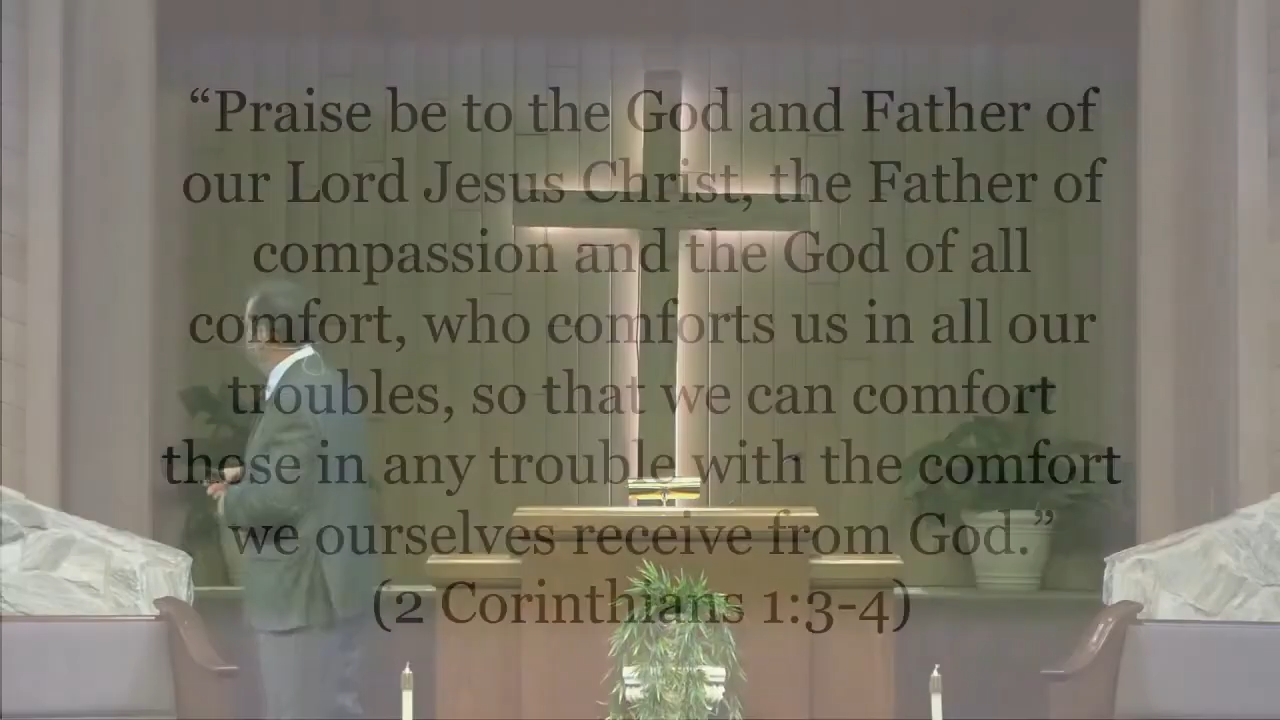 “Praise be to the God and Father of
our Lord Jesus Christ, the Father of
compassion and the God of all
comfort, who comforts us in all our
troubles, so that we can comfort
those in any trouble with the comfort
we ourselves receive from God.”
(2 Corinthians 1:3-4)